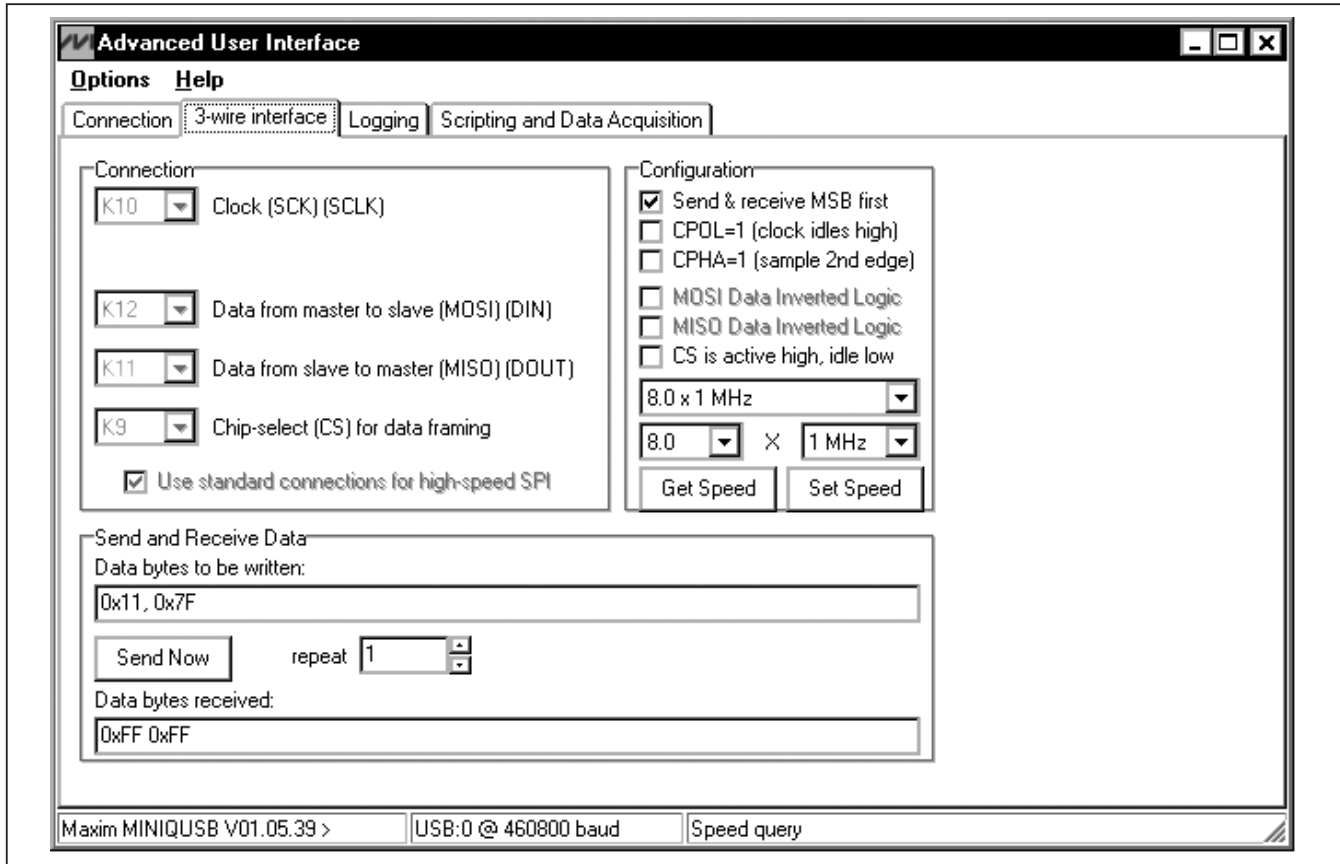 Advanced User Interface
Options Help
Connection 3-wire interface Logging Scripting and Data Acquisition
Connection
K10 Clock (SCK) (SCLK)
K12 Data from master to slave (MOSI) (DIN)
K11 Data from slave to master (MISO) (DOUT)
K9 Chip-select (CS) for data framing
Use standard connections for high-speed SPI
Configuration
Send & receive MSB first
CPOL=1 (clock idles high)
CPHA=1 (sample 2nd edge)
MOSI Data Inverted Logic
MISO Data Inverted Logic
CS is active high, idle low
8.0 x 1 MHz
8.0 X 1 MHz
Get Speed Set Speed
Send and Receive Data
Data bytes to be written:
0x11, 0x7F
Send Now repeat 1
Data bytes received:
0xFF 0xFF
Maxim MINIQUSB V01.05.39 > USB:0 @ 460800 baud Speed query